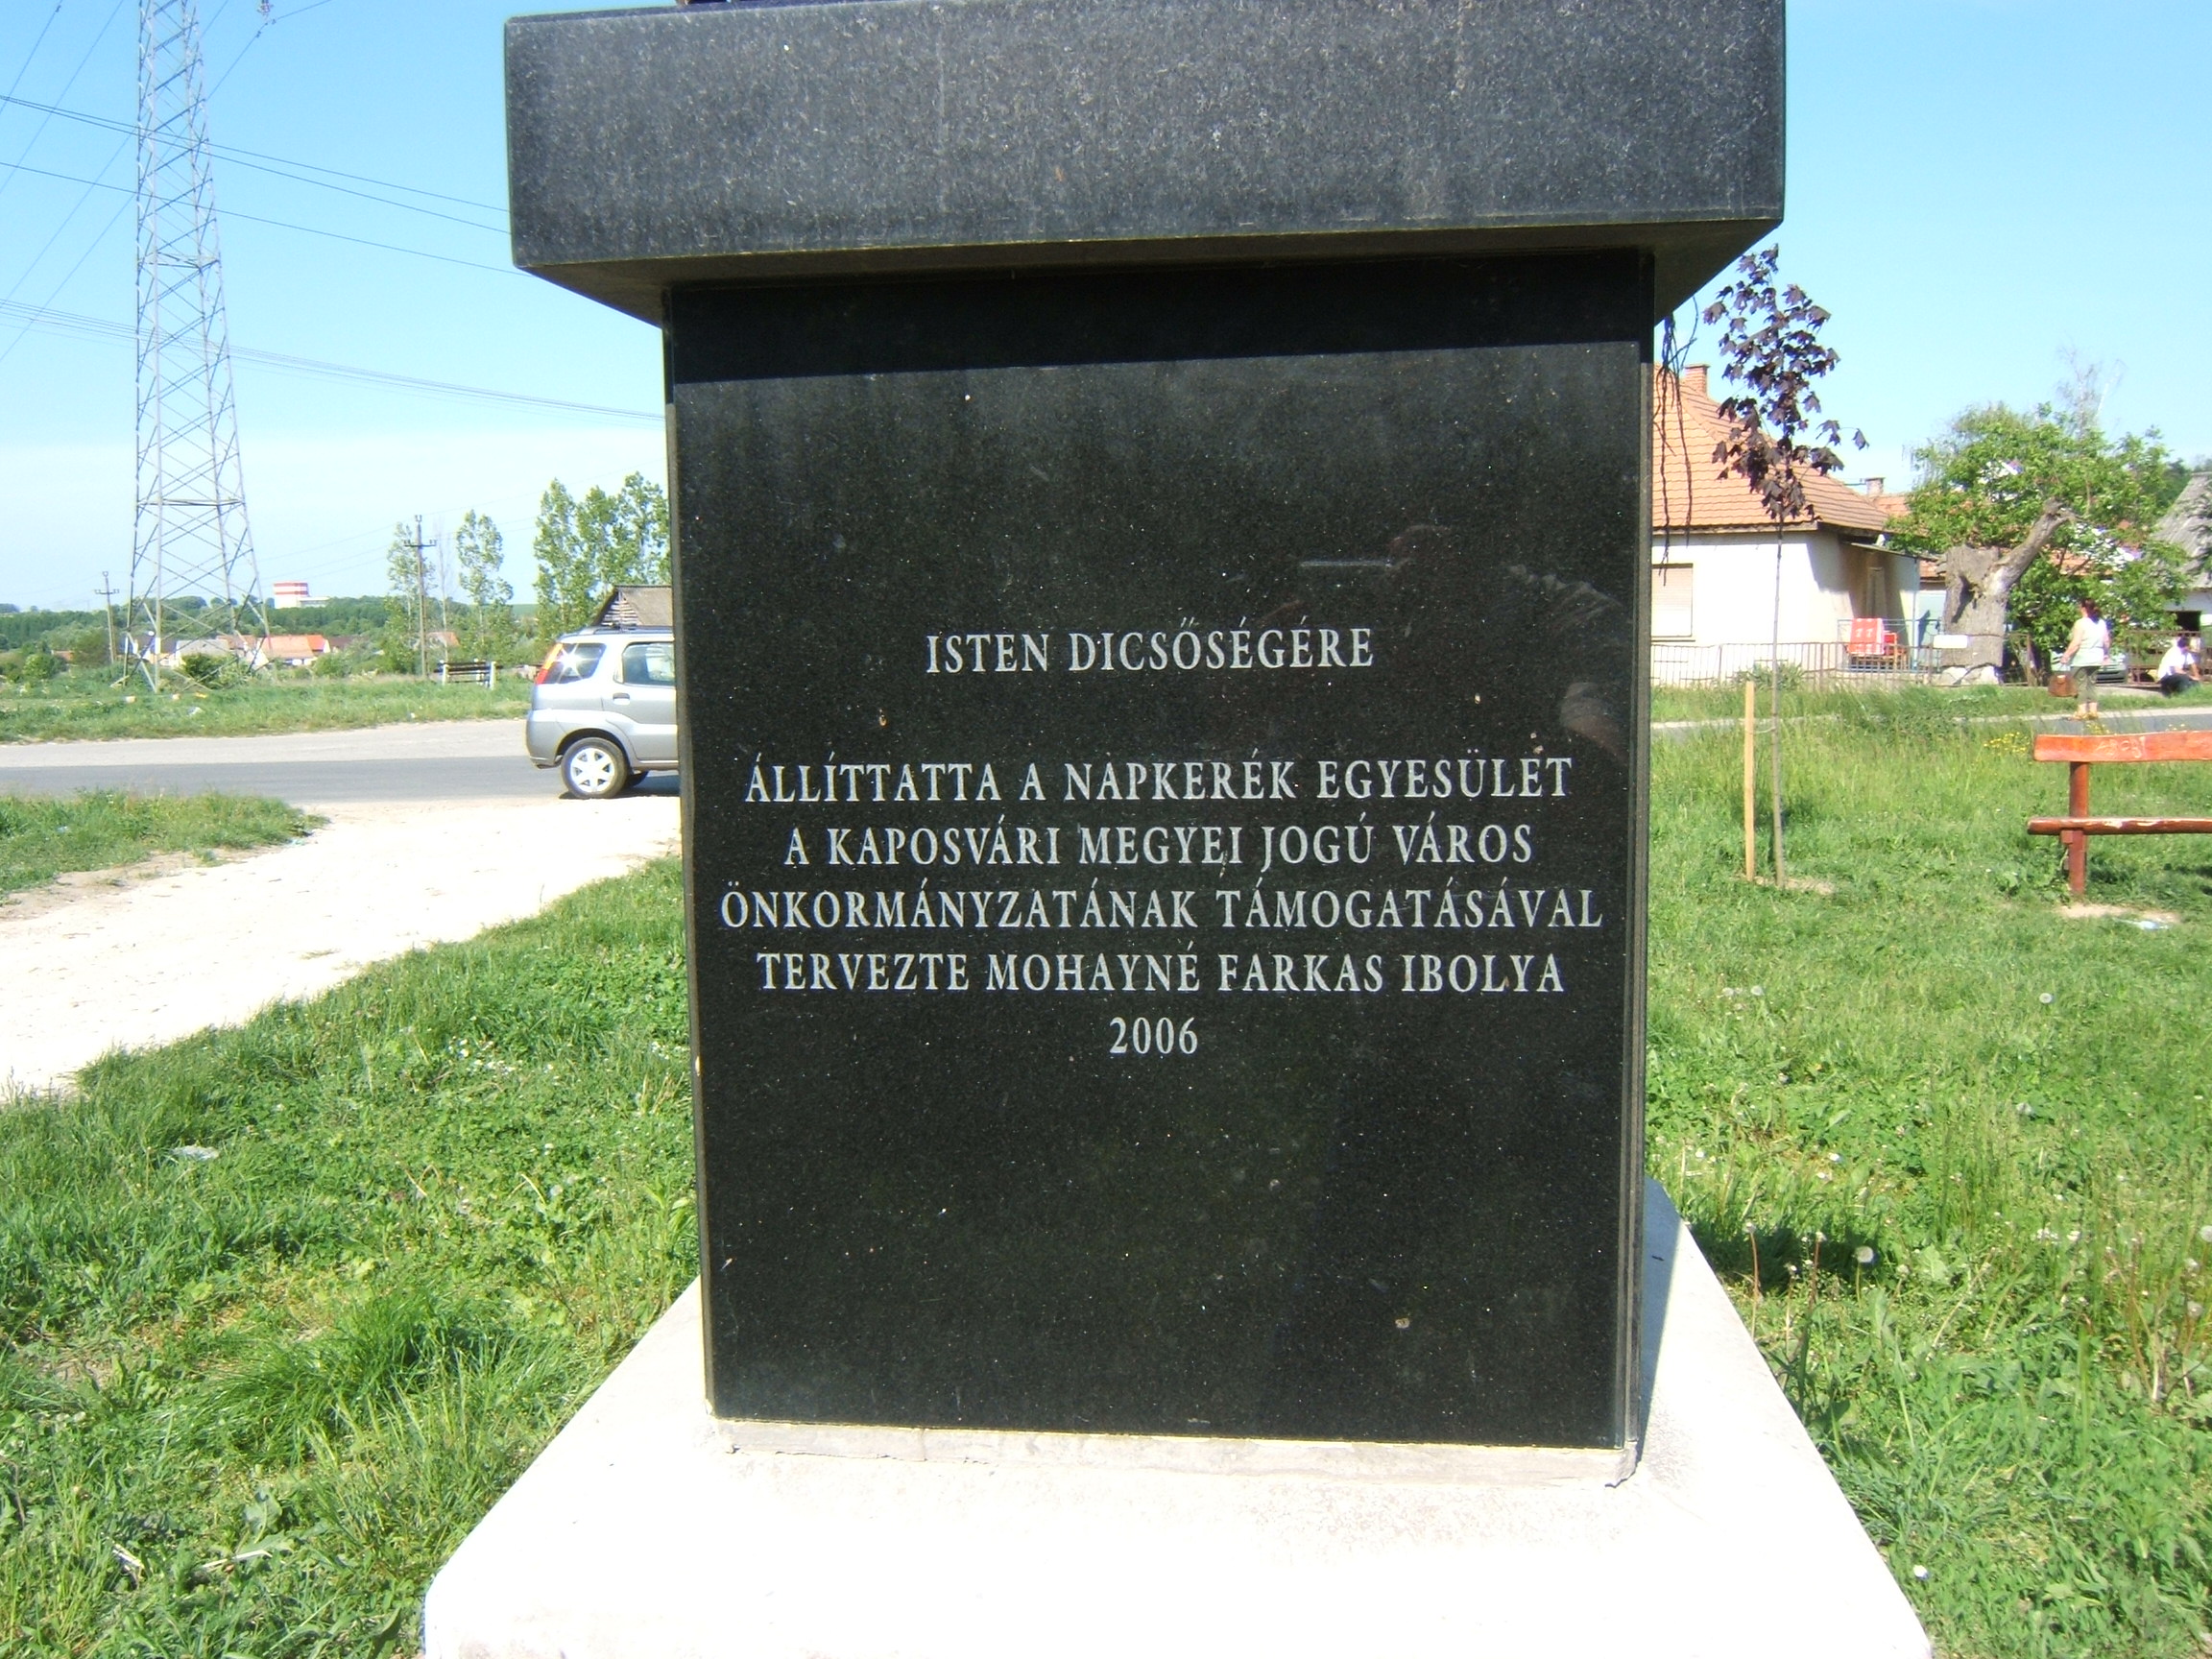 ISTEN DICSŐSÉGÉRE
ÁLLÍTTATTA A NAPKERÉK EGYESÜLET
A KAPOSVÁRI MEGYEI JOGÚ VÁROS
ÖNKORMÁNYZATÁNAK TÁMOGATÁSÁVAL
TERVEZTE MOHAYNÉ FARKAS IBOLYA
2006